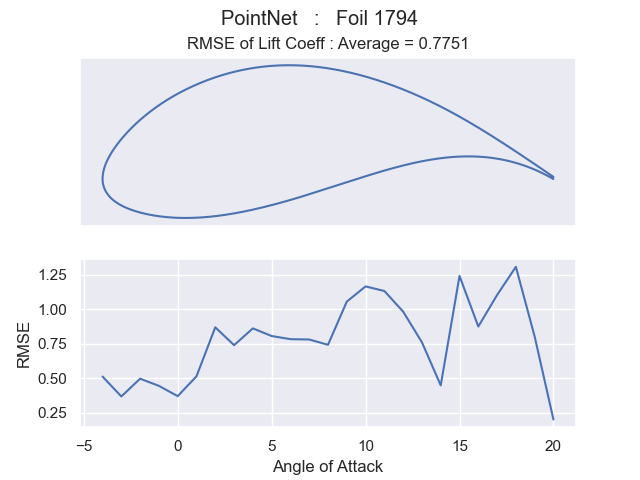 PointNet : Foil 1794
RMSE of Lift Coeff : Average = 0.7751
1.25
1.00
0.75
0.50
0.25
RMSE
−5 0 5 10 15 20
Angle of Attack